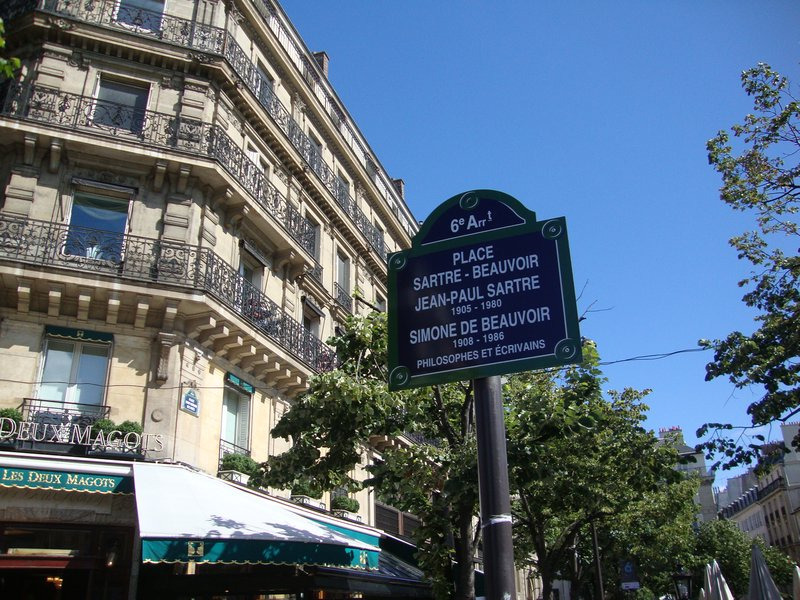 6e Arrt
PLACE
SARTRE - BEAUVOIR
JEAN-PAUL SARTRE
1905 - 1980
SIMONE DE BEAUVOIR
1908 - 1986
PHILOSOPHES ET ÉCRIVAINS
DEUX MAGOTS
LES DEUX MAGOTS